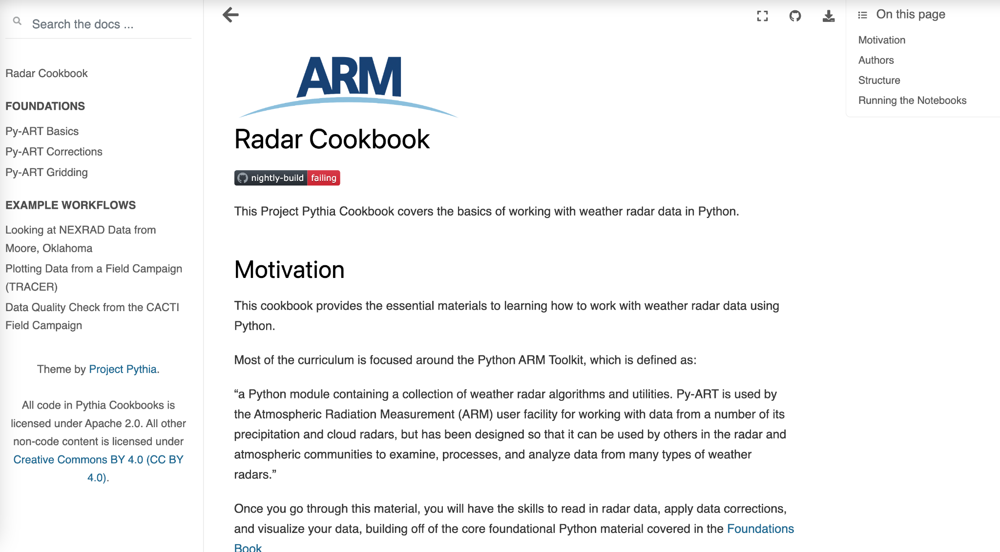 Search the docs ...
Radar Cookbook
FOUNDATIONS
Py-ART Basics
Py-ART Corrections
Py-ART Gridding
EXAMPLE WORKFLOWS
Looking at NEXRAD Data from
Moore, Oklahoma
Plotting Data from a Field Campaign
(TRACER)
Data Quality Check from the CACTI
Field Campaign
Theme by Project Pythia.
All code in Pythia Cookbooks is
licensed under Apache 2.0. All other
non-code content is licensed under
Creative Commons BY 4.0 (CC BY
4.0).
ARM
Radar Cookbook
nightly-build failing
This Project Pythia Cookbook covers the basics of working with weather radar data in Python.
Motivation
This cookbook provides the essential materials to learning how to work with weather radar data using
Python.
Most of the curriculum is focused around the Python ARM Toolkit, which is defined as:
“a Python module containing a collection of weather radar algorithms and utilities. Py-ART is used by
the Atmospheric Radiation Measurement (ARM) user facility for working with data from a number of its
precipitation and cloud radars, but has been designed so that it can be used by others in the radar and
atmospheric communities to examine, processes, and analyze data from many types of weather
radars.”
Once you go through this material, you will have the skills to read in radar data, apply data corrections,
and visualize your data, building off of the core foundational Python material covered in the Foundations
Book
On this page
Motivation
Authors
Structure
Running the Notebooks